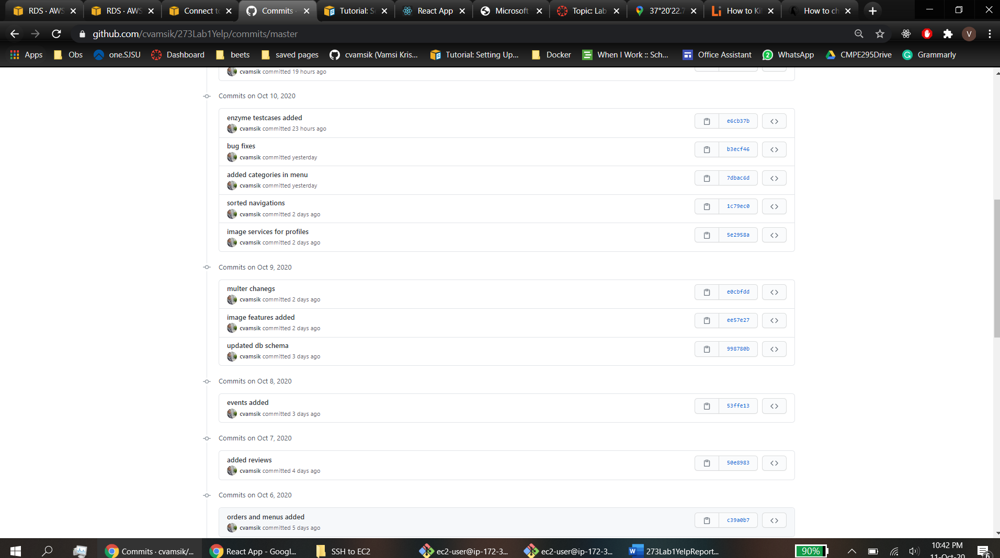 RDS · AWS
RDS · AWS
Connect to
Commits ·
Tutorial: Se
React App
Microsoft
Topic: Lab
37°20'22.7
How to Kil
How to ch
github.com/cvamsik/273Lab1Yelp/commits/master
V
Apps
Obs
one.SJSU
Dashboard
beets
saved pages
cvamsik (Vamsi Kris...
Tutorial: Setting Up...
Docker
When I Work :: Sch...
Office Assistant
2
WhatsApp
CMPE295Drive
Grammarly
cvamsik committed 19 hours ago
Commits on Oct 10, 2020
enzyme testcases added
cvamsik committed 23 hours ago
e6cb37b
bug fixes
cvamsik committed yesterday
b3ecf46
added categories in menu
cvamsik committed yesterday
7dbac6d
sorted navigations
cvamsik committed 2 days ago
1c79ec0
image services for profiles
cvamsik committed 2 days ago
5e2958a
Commits on Oct 9, 2020
multer chanegs
cvamsik committed 2 days ago
e0cbfdd
image features added
cvamsik committed 2 days ago
ee57e27
updated db schema
cvamsik committed 3 days ago
998780b
Commits on Oct 8, 2020
events added
cvamsik committed 3 days ago
53ffe13
Commits on Oct 7, 2020
added reviews
cvamsik committed 4 days ago
50e8983
Commits on Oct 6, 2020
orders and menus added
cvamsik committed 5 days ago
c39a0b7
Commits · cvamsik/...
React App - Googl...
SSH to EC2
ec2-user@ip-172-3...
ec2-user@ip-172-3...
273Lab1YelpReport...
90%
10:42 PM
11-Oct-20
6